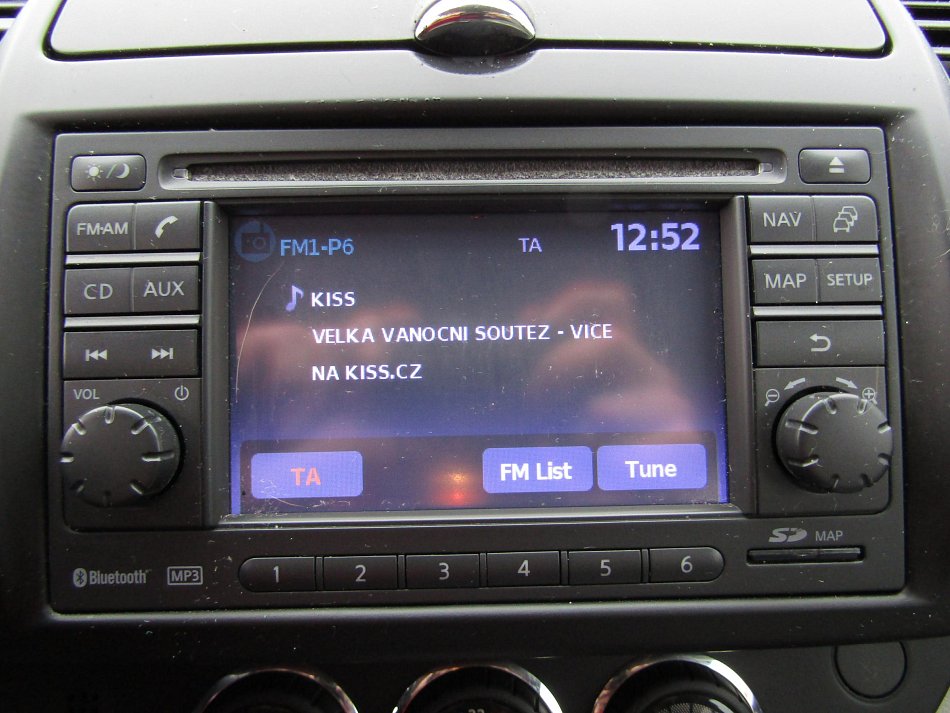 FM-AM
NAV
FM1-P6 TA 12:52
CD AUX
MAP SETUP
KISS
VELKA VANOCNI SOUTEZ - VICE
NA KISS.CZ
VOL
TA FM List Tune
SD MAP
Bluetooth MP3 1 2 3 4 5 6